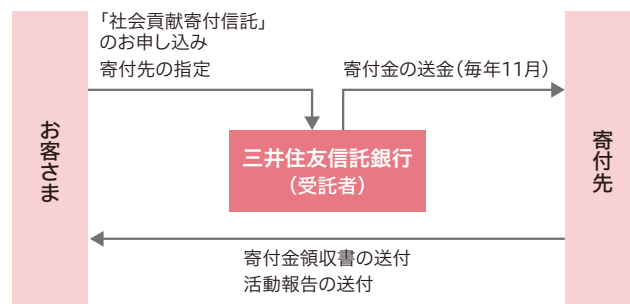 「社会貢献寄付信託」
のお申し込み
寄付先の指定
寄付金の送金（毎年11月）
お客さま
三井住友信託銀行
（受託者）
寄付先
寄付金領収書の送付
活動報告の送付